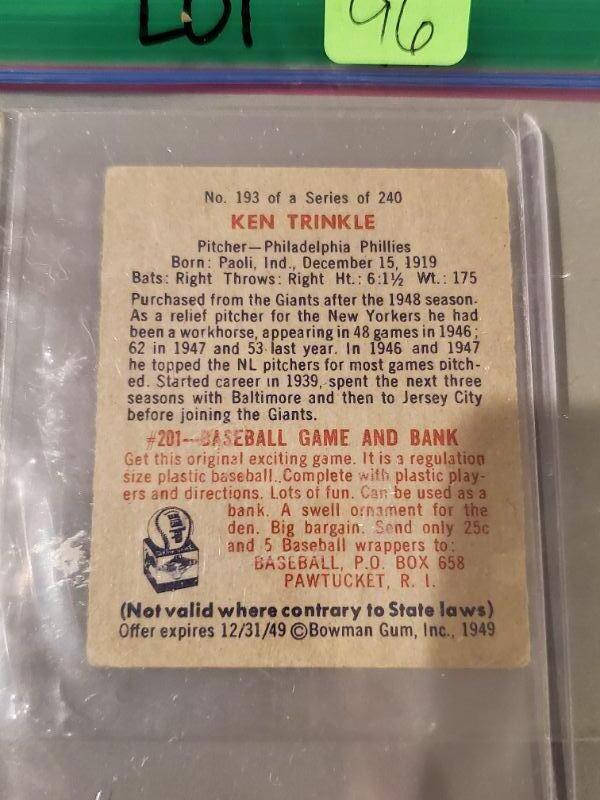 LOT 96
No. 193 of a Series of 240
KEN TRINKLE
Pitcher—Philadelphia Phillies
Born: Paoli, Ind., December 15, 1919
Bats: Right Throws: Right Ht.: 6:1½ Wt.: 175
Purchased from the Giants after the 1948 season.
As a relief pitcher for the New Yorkers he had
been a workhorse, appearing in 48 games in 1946;
62 in 1947 and 53 last year. In 1946 and 1947
he topped the NL pitchers for most games pitch-
ed. Started career in 1939, spent the next three
seasons with Baltimore and then to Jersey City
before joining the Giants.
#201—BASEBALL GAME AND BANK
Get this original exciting game. It is a regulation
size plastic baseball. Complete with plastic play-
ers and directions. Lots of fun. Can be used as a
bank. A swell ornament for the
den. Big bargain. Send only 25c
and 5 Baseball wrappers to:
BASEBALL, P.O. BOX 658
PAWTUCKET, R. I.
(Not valid where contrary to State laws)
Offer expires 12/31/49 ©Bowman Gum, Inc., 1949